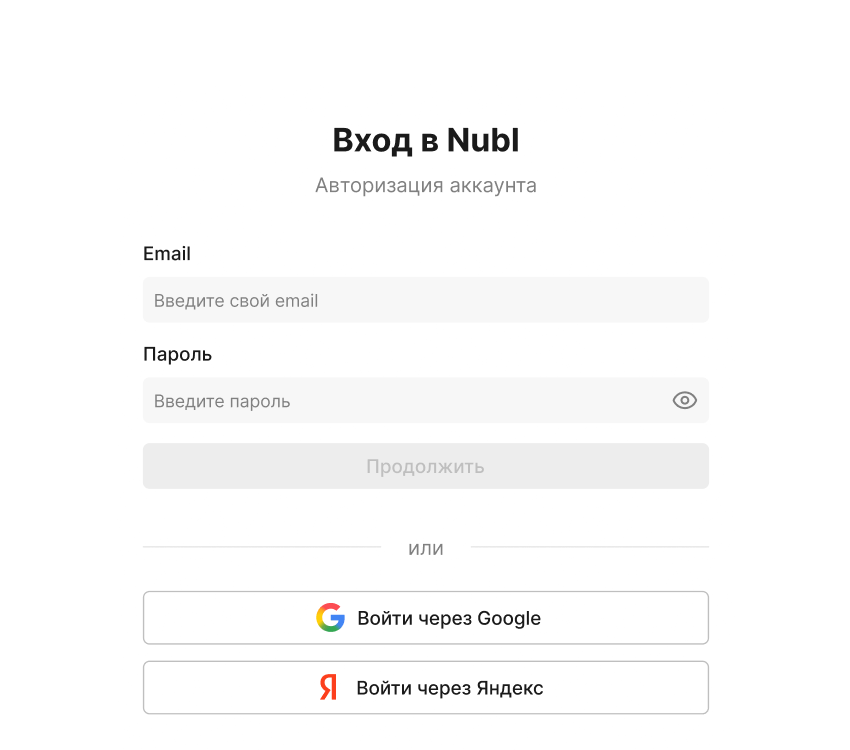 Вход в Nubl
Авторизация аккаунта
Email
Введите свой email
Пароль
Введите пароль
Продолжить
или
Войти через Google
Войти через Яндекс